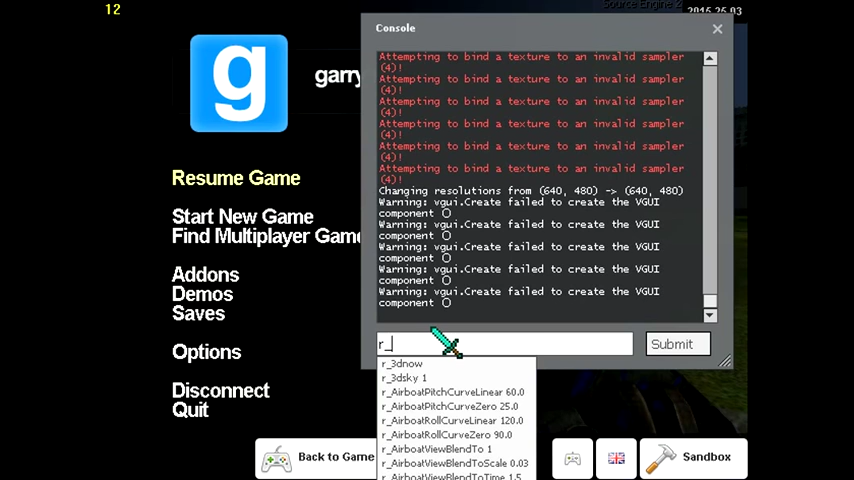 12
Source Engine 2
2015.25.03
Console
g
garry
Attempting to bind a texture to an invalid sampler
(4)!
Attempting to bind a texture to an invalid sampler
(4)!
Attempting to bind a texture to an invalid sampler
(4)!
Attempting to bind a texture to an invalid sampler
(4)!
Attempting to bind a texture to an invalid sampler
(4)!
Attempting to bind a texture to an invalid sampler
(4)!
Changing resolutions from (640, 480) -> (640, 480)
Warning: vgui.Create failed to create the VGUI
component ()
Warning: vgui.Create failed to create the VGUI
component ()
Warning: vgui.Create failed to create the VGUI
component ()
Warning: vgui.Create failed to create the VGUI
component ()
Warning: vgui.Create failed to create the VGUI
component ()
Resume Game
Start New Game
Find Multiplayer Game
Addons
Demos
Saves
Options
Disconnect
Quit
r_
Submit
r_3dnow
r_3dsky 1
r_AirboatPitchCurveLinear 60.0
r_AirboatPitchCurveZero 25.0
r_AirboatRollCurveLinear 120.0
r_AirboatRollCurveZero 90.0
r_AirboatViewBlendTo 1
r_AirboatViewBlendToScale 0.03
r_AirboatViewBlendToTime 1.5
Back to Game
Sandbox